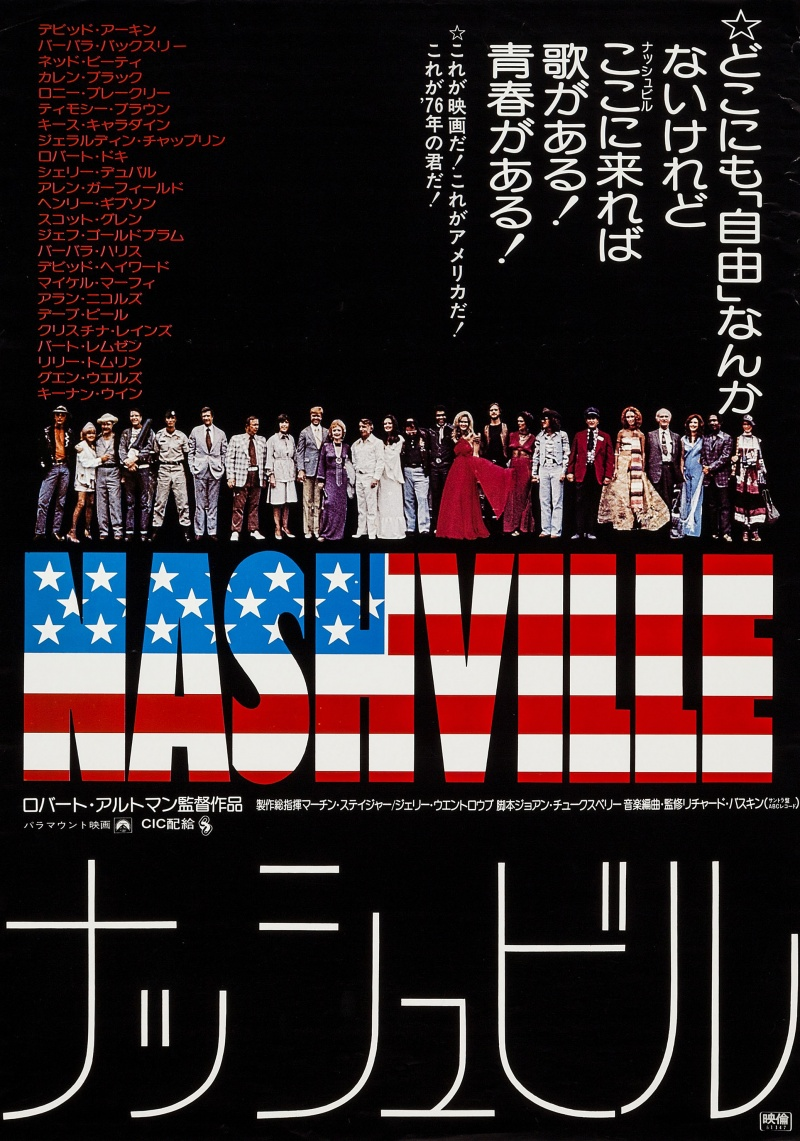 ☆どこにも「自由」なんか
ないけれど
ここに来れば
ナッシュビル
歌がある!
青春がある!
☆これが映画だ!これがアメリカだ!
これが'76年の君だ!
デビッド・アーキン
バーバラ・バックスリー
ネッド・ビーティ
カレン・ブラック
ロニー・ブレークリー
ティモシー・ブラウン
キース・キャラダイン
ジェラルディン・チャップリン
ロバート・ドキ
シェリー・デュバル
アレン・ガーフィールド
ヘンリー・ギブソン
スコット・グレン
ジェフ・ゴールドブラム
バーバラ・ハリス
デビッド・ヘイワード
マイケル・マーフィ
アラン・ニコルズ
デーブ・ピール
クリスチナ・レインズ
バート・レムゼン
リリー・トムリン
グエン・ウエルズ
キーナン・ウイン
NASHVILLE
ロバート・アルトマン監督作品 製作総指揮マーチン・ステイジャー/ジェリー・ウエントロウブ 脚本ジョアン・チュークスベリー 音楽編曲・監修リチャード・バスキン(サントラ盤ABCレコード)
パラマウント映画 CIC配給
ナッシュビル
映倫